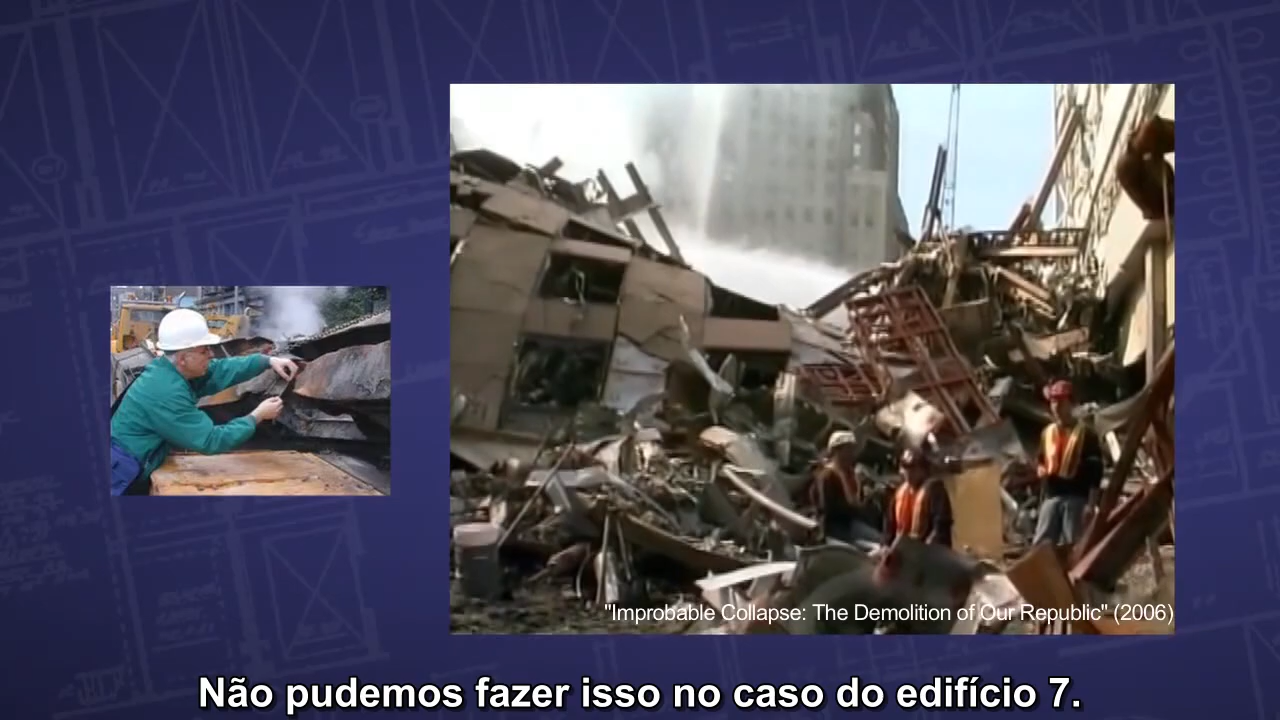 "Improbable Collapse: The Demolition of Our Republic" (2006)
Não pudemos fazer isso no caso do edifício 7.